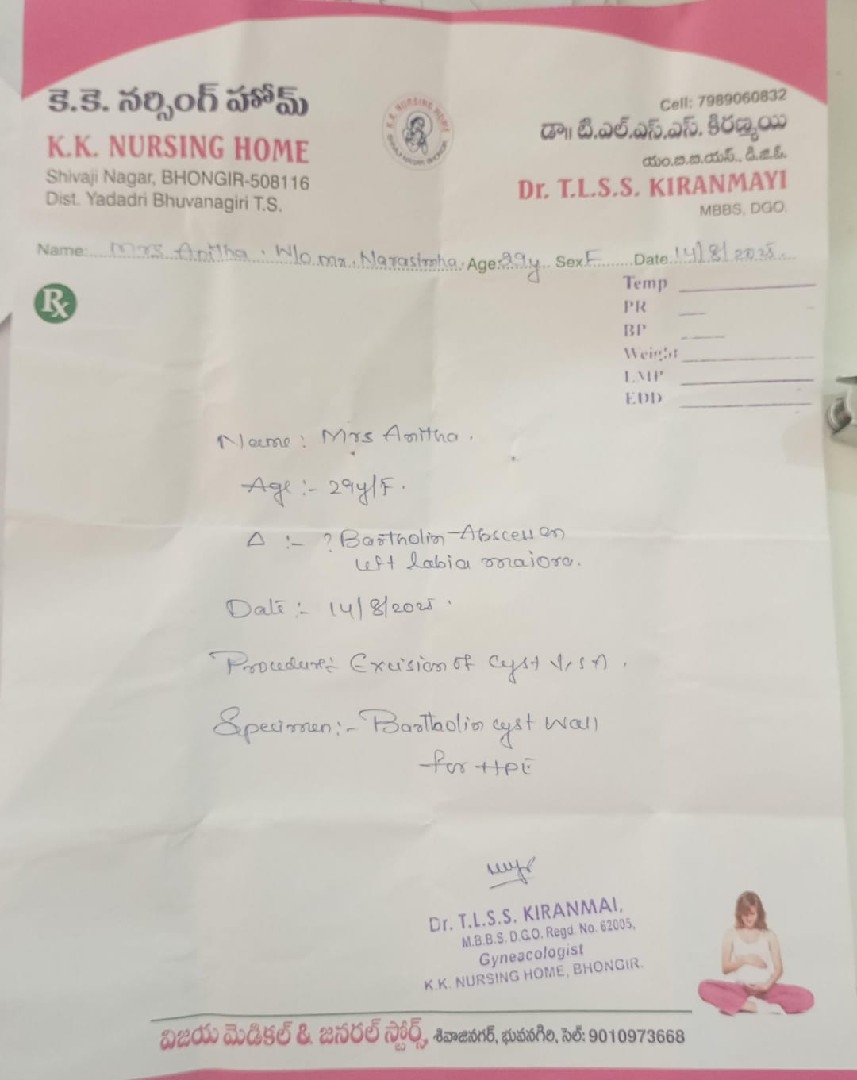 కె.కె. నర్సింగ్ హోమ్
K.K. NURSING HOME
Shivaji Nagar, BHONGIR-508116
Dist. Yadadri Bhuvanagiri T.S.
K.K. NURSING HOME
Cell: 7989060832
డా॥ టి.ఎల్.ఎస్.ఎస్. కిరణ్మయి
యం.బి.బి.యస్., డి.జి.ఓ.
Dr. T.L.S.S. KIRANMAYI
MBBS, DGO
Name: Mrs Anitha. W/o. mr. Narasimha. Age: 29y. Sex F Date 14/8/2025
Rx
Temp
PR
BP
Weight
LMP
EDD
Name: Mrs Anitha.
Age:- 29y/F.
Δ :- ? Bartholin-Abscess on
left labia majora.
Date:- 14/8/2025.
Procedure:- Excision of cyst
Specimen:- Bartholin cyst wall
for HPE
Dr. T.L.S.S. KIRANMAI,
M.B.B.S. D.G.O. Regd. No. 62005,
Gyneacologist
K.K. NURSING HOME, BHONGIR.
విజయ మెడికల్ & జనరల్ స్టోర్స్, శివాజినగర్, భువనగిరి, సెల్: 9010973668